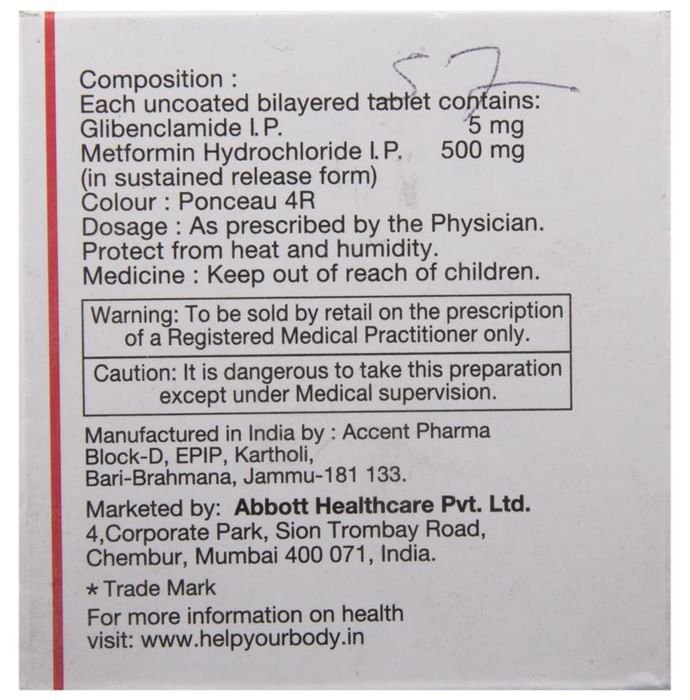 57
Composition :
Each uncoated bilayered tablet contains:
Glibenclamide I.P. 5 mg
Metformin Hydrochloride I.P. 500 mg
(in sustained release form)
Colour : Ponceau 4R
Dosage : As prescribed by the Physician.
Protect from heat and humidity.
Medicine : Keep out of reach of children.
Warning: To be sold by retail on the prescription
of a Registered Medical Practitioner only.
Caution: It is dangerous to take this preparation
except under Medical supervision.
Manufactured in India by : Accent Pharma
Block-D, EPIP, Kartholi,
Bari-Brahmana, Jammu-181 133.
Marketed by: Abbott Healthcare Pvt. Ltd.
4,Corporate Park, Sion Trombay Road,
Chembur, Mumbai 400 071, India.
* Trade Mark
For more information on health
visit: www.helpyourbody.in